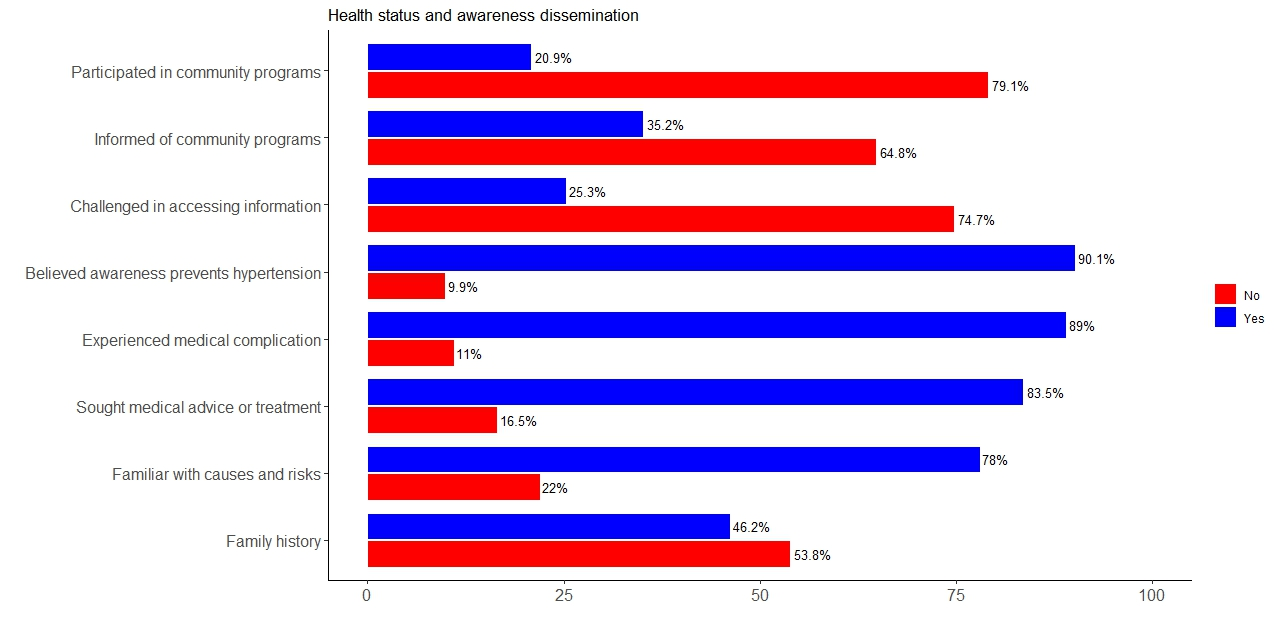 Health status and awareness dissemination
Participated in community programs
20.9%
79.1%
Informed of community programs
35.2%
64.8%
Challenged in accessing information
25.3%
74.7%
Believed awareness prevents hypertension
90.1%
9.9%
Experienced medical complication
89%
11%
Sought medical advice or treatment
83.5%
16.5%
Familiar with causes and risks
78%
22%
Family history
46.2%
53.8%
0 25 50 75 100
No
Yes